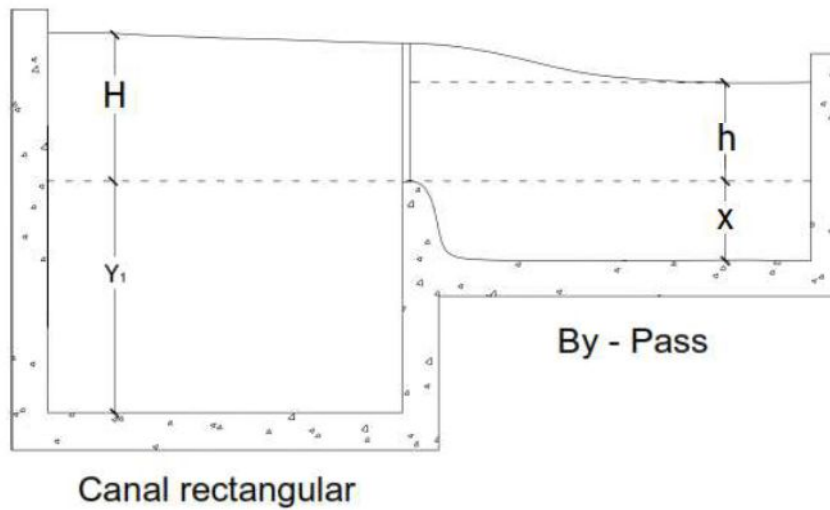 H
h
x
Y₁
By - Pass
Canal rectangular